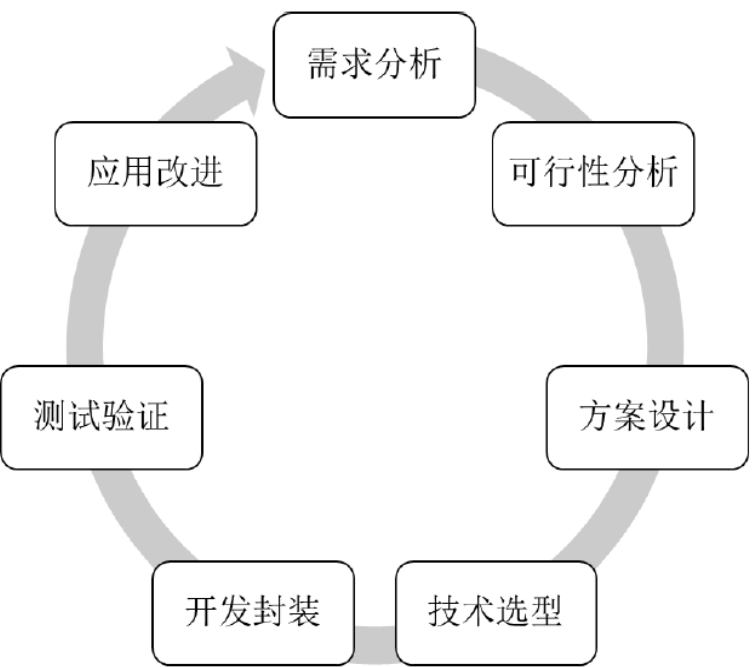 需求分析
可行性分析
方案设计
技术选型
开发封装
测试验证
应用改进